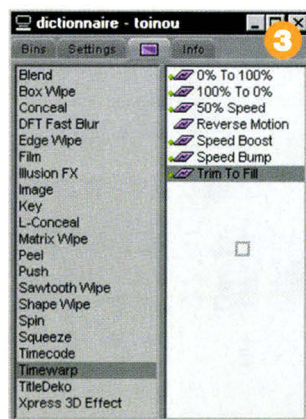 dictionnaire - toinou
3
Bins Settings Info
Blend
Box Wipe
Conceal
DFT Fast Blur
Edge Wipe
Film
Illusion FX
Image
Key
L-Conceal
Matrix Wipe
Peel
Push
Sawtooth Wipe
Shape Wipe
Spin
Squeeze
Timecode
Timewarp
TitleDeko
Xpress 3D Effect
0% To 100%
100% To 0%
50% Speed
Reverse Motion
Speed Boost
Speed Bump
Trim To Fill